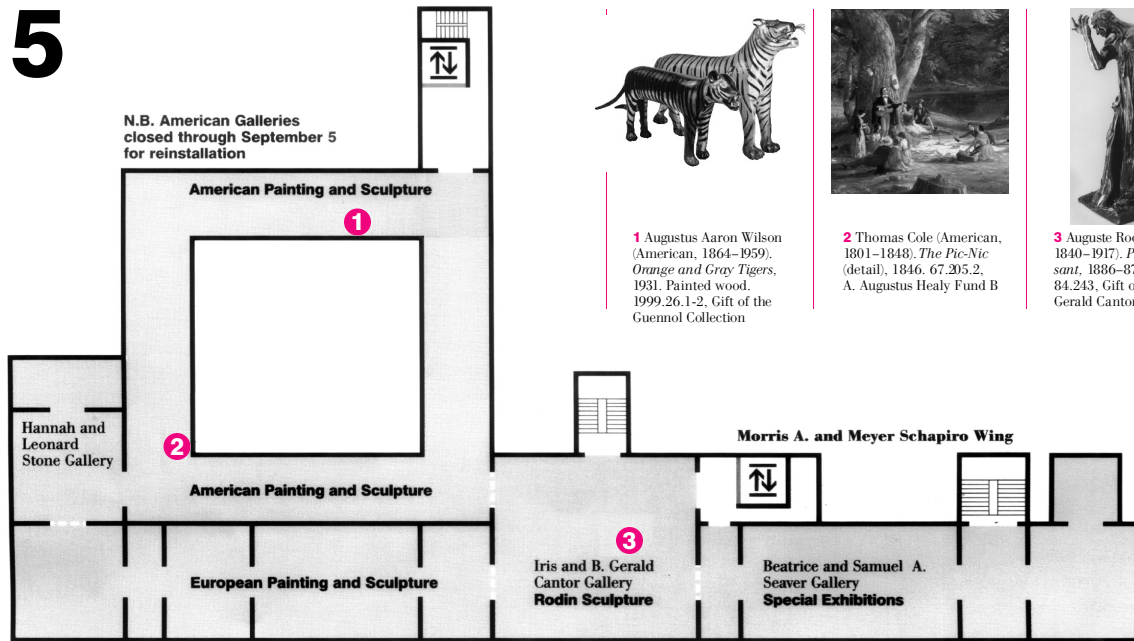 5
N.B. American Galleries
closed through September 5
for reinstallation
American Painting and Sculpture
1
1 Augustus Aaron Wilson
(American, 1864–1959).
Orange and Gray Tigers,
1931. Painted wood.
1999.26.1-2, Gift of the
Guennol Collection
2 Thomas Cole (American,
1801–1848). The Pic-Nic
(detail), 1846. 67.205.2,
A. Augustus Healy Fund B
3 Auguste
1840–1917).
sant, 1886–87
84.243, Gift
Gerald Cantor
Hannah and
Leonard
Stone Gallery
2
American Painting and Sculpture
Morris A. and Meyer Schapiro Wing
European Painting and Sculpture
3
Iris and B. Gerald
Cantor Gallery
Rodin Sculpture
Beatrice and Samuel A.
Seaver Gallery
Special Exhibitions